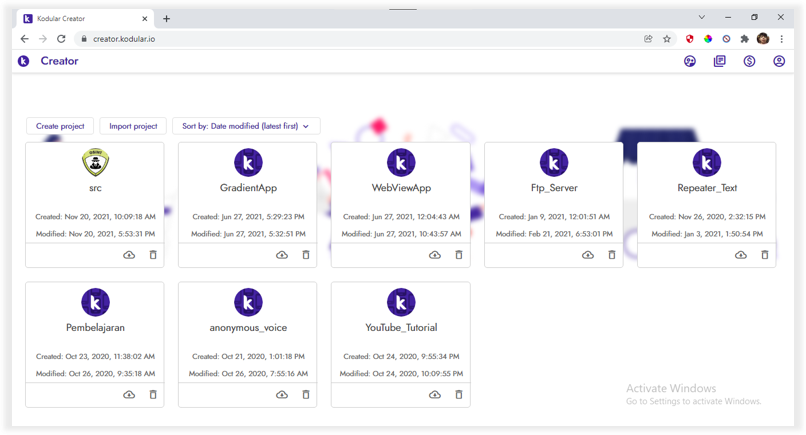 Kodular Creator
creator.kodular.io
Creator
Create project
Import project
Sort by: Date modified (latest first)
src
Created: Nov 20, 2021, 10:09:18 AM
Modified: Nov 20, 2021, 5:53:31 PM
GradientApp
Created: Jun 27, 2021, 5:29:23 PM
Modified: Jun 27, 2021, 5:32:51 PM
WebViewApp
Created: Jun 27, 2021, 12:04:43 AM
Modified: Jun 27, 2021, 10:43:57 AM
Ftp_Server
Created: Jan 9, 2021, 12:01:51 AM
Modified: Feb 21, 2021, 6:53:01 PM
Repeater_Text
Created: Nov 26, 2020, 2:32:15 PM
Modified: Jan 3, 2021, 1:50:54 PM
Pembelajaran
Created: Oct 23, 2020, 11:38:02 AM
Modified: Oct 26, 2020, 9:35:18 AM
anonymous_voice
Created: Oct 21, 2020, 1:01:18 PM
Modified: Oct 26, 2020, 7:55:16 AM
YouTube_Tutorial
Created: Oct 24, 2020, 9:55:34 PM
Modified: Oct 24, 2020, 10:09:55 PM
Activate Windows
Go to Settings to activate Windows.